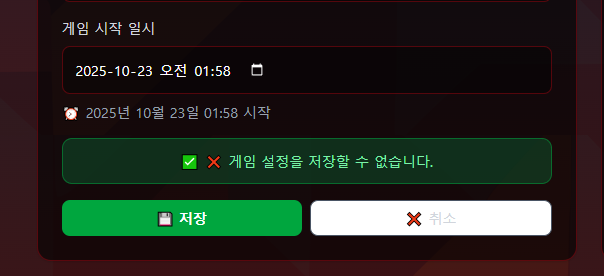 게임 시작 일시
2025-10-23 오전 01:58
⏰ 2025년 10월 23일 01:58 시작
✅ ❌ 게임 설정을 저장할 수 없습니다.
💾 저장
❌ 취소